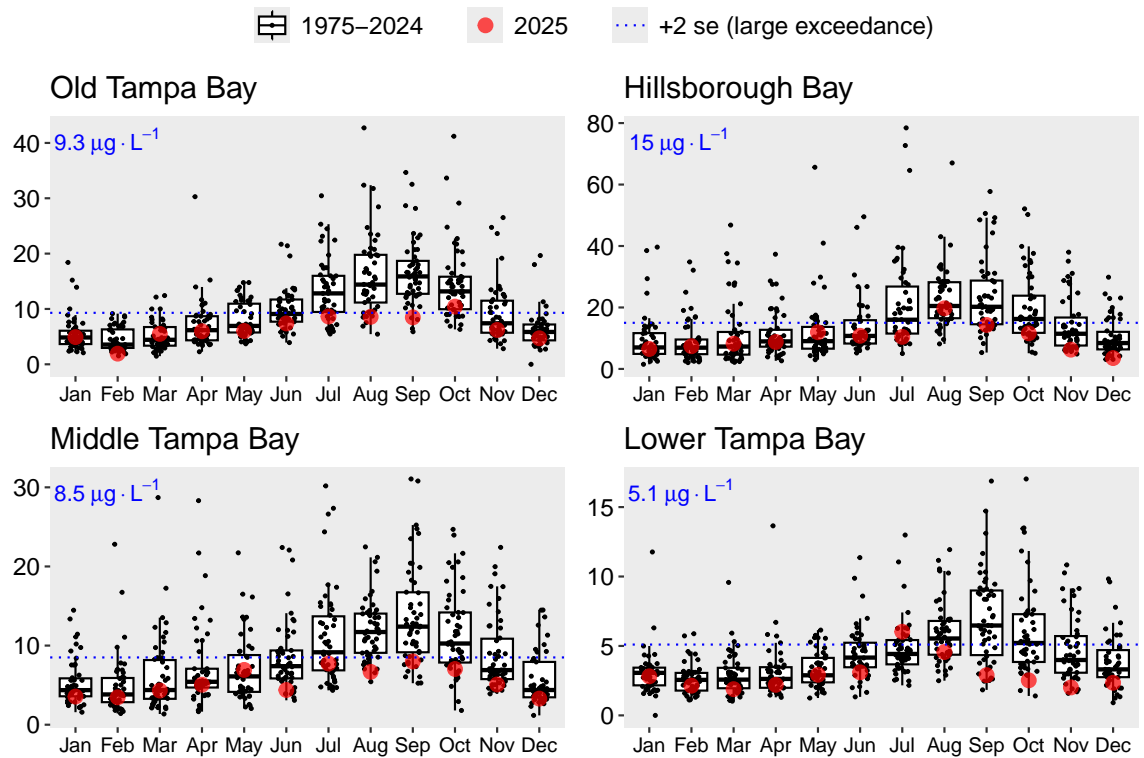 1975−2024 2025 +2 se (large exceedance)
Old Tampa Bay
9.3 μg⋅L⁻¹
40
30
20
10
0
Jan Feb Mar Apr May Jun Jul Aug Sep Oct Nov Dec
Hillsborough Bay
15 μg⋅L⁻¹
80
60
40
20
0
Jan Feb Mar Apr May Jun Jul Aug Sep Oct Nov Dec
Middle Tampa Bay
8.5 μg⋅L⁻¹
30
20
10
0
Jan Feb Mar Apr May Jun Jul Aug Sep Oct Nov Dec
Lower Tampa Bay
5.1 μg⋅L⁻¹
15
10
5
0
Jan Feb Mar Apr May Jun Jul Aug Sep Oct Nov Dec